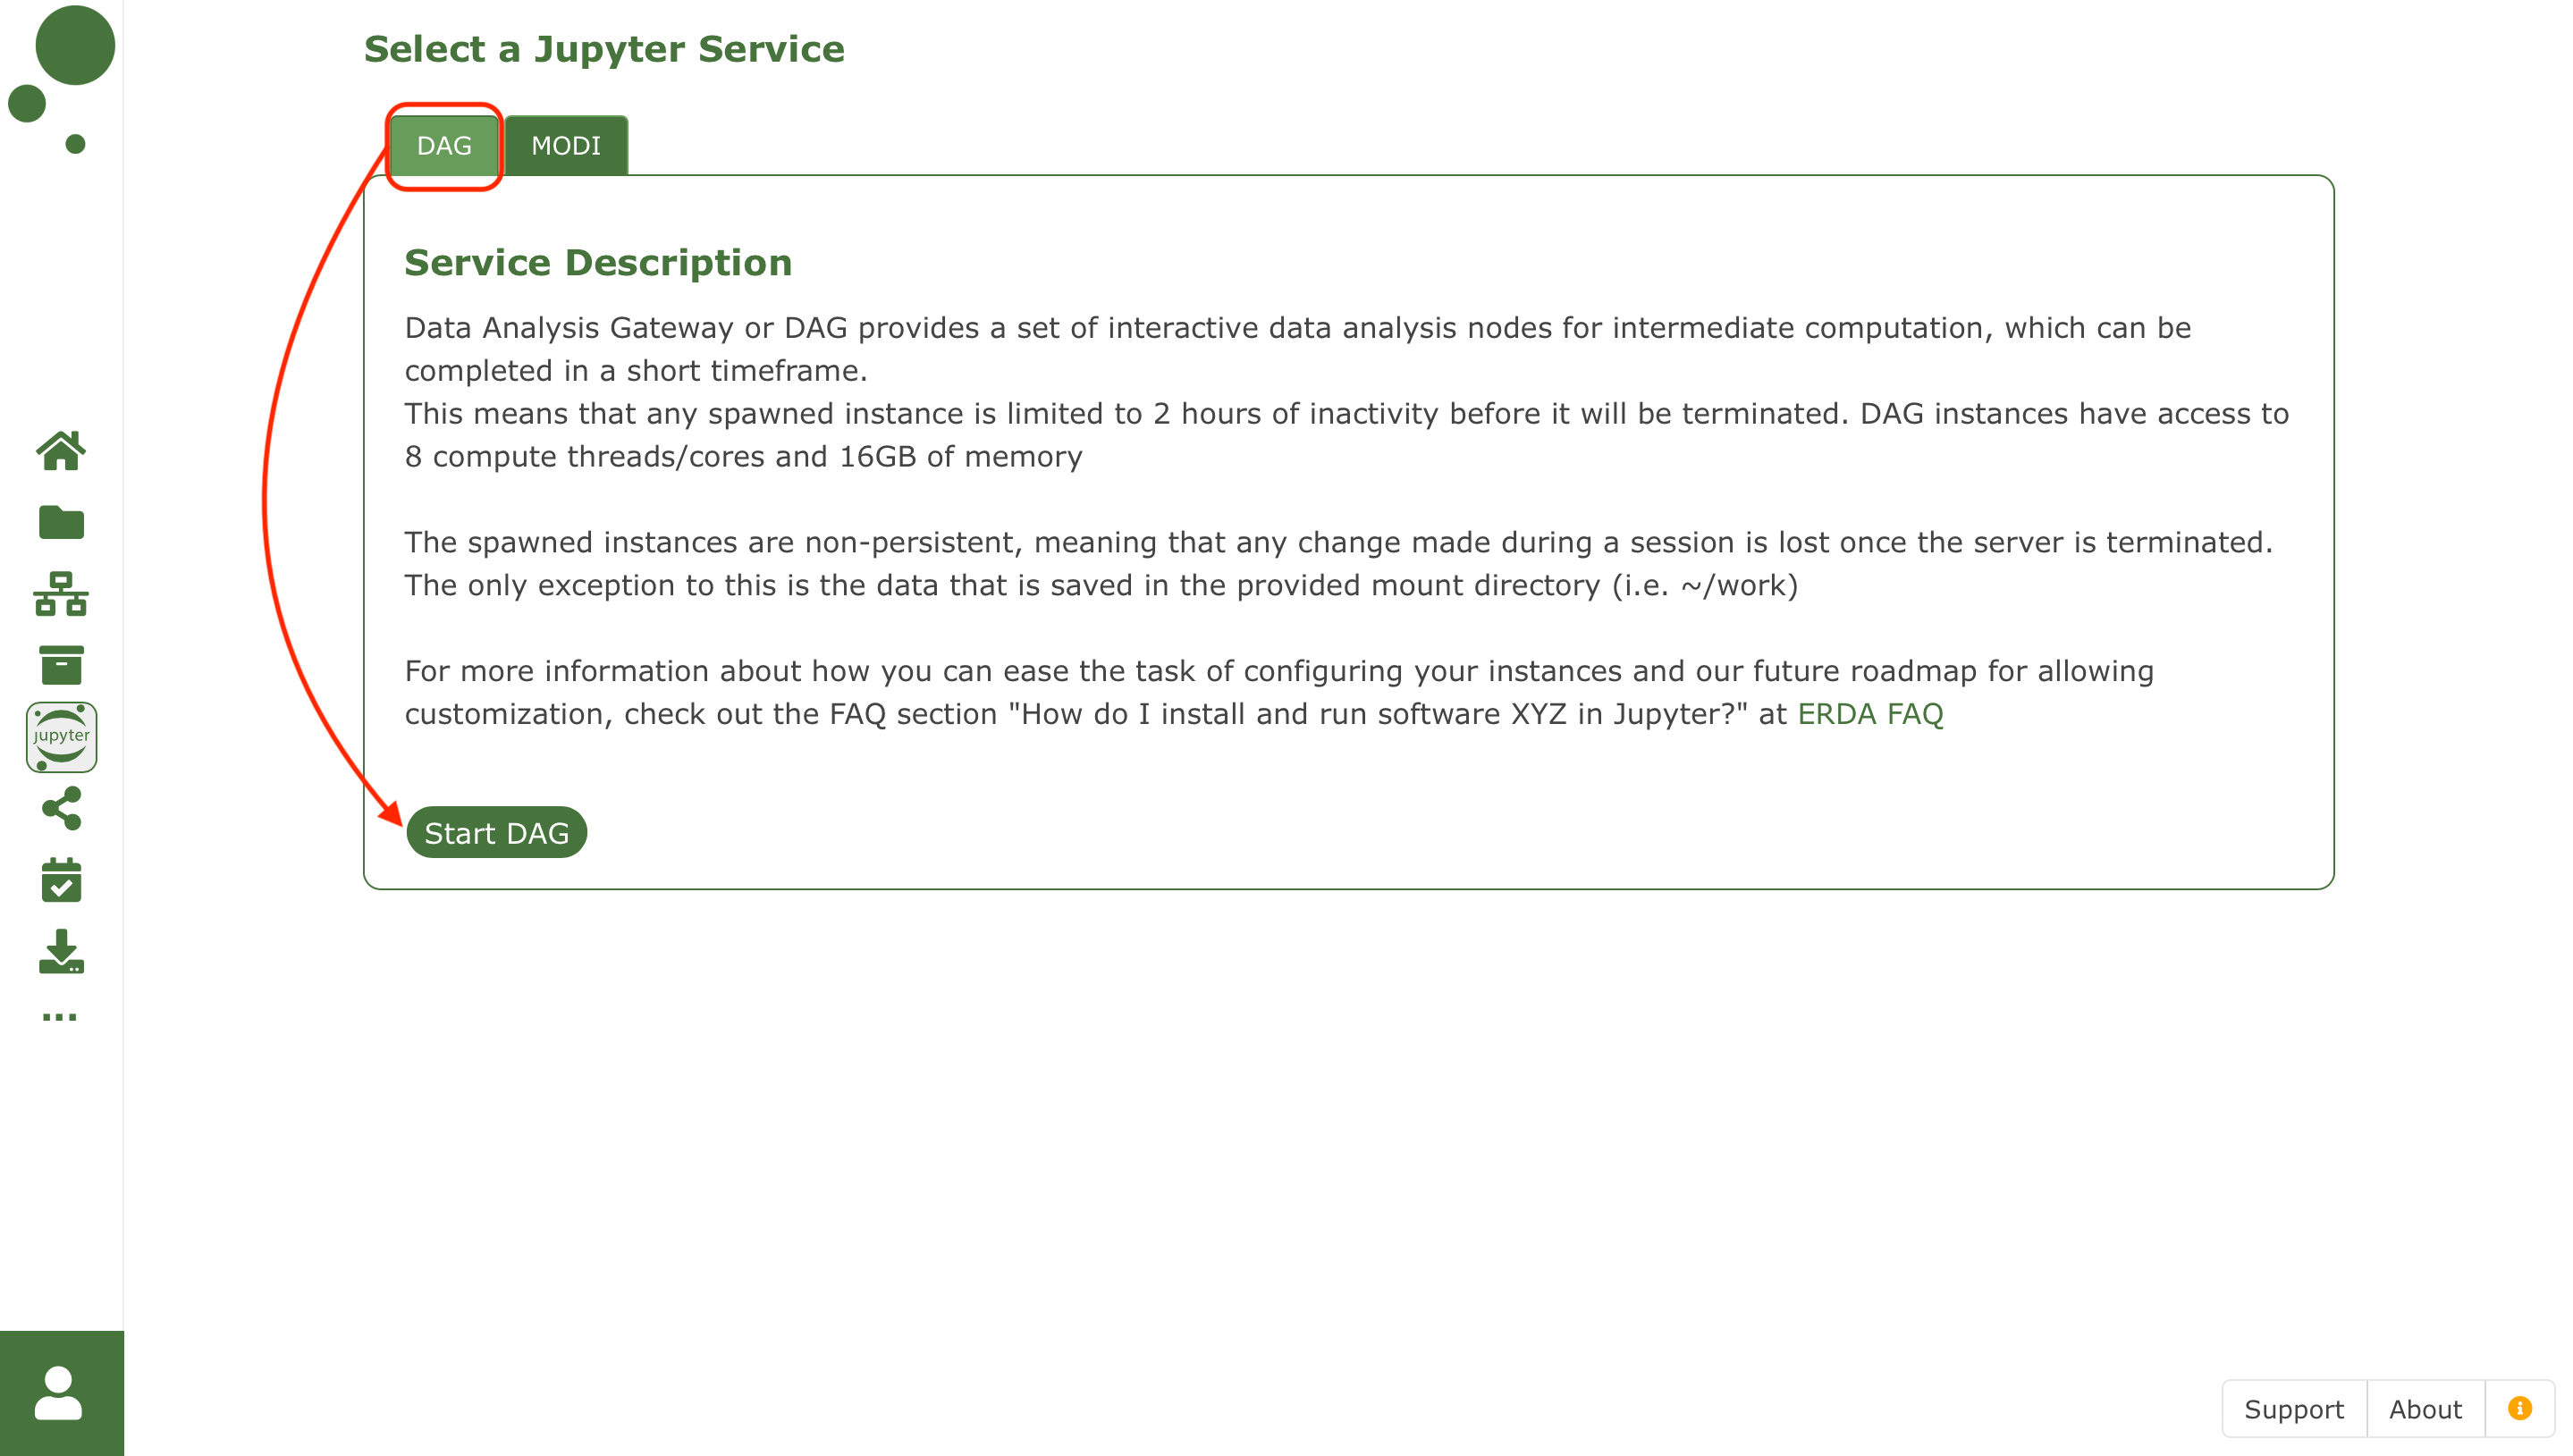 Select a Jupyter Service
DAG
MODI
Service Description
Data Analysis Gateway or DAG provides a set of interactive data analysis nodes for intermediate computation, which can be
completed in a short timeframe.
This means that any spawned instance is limited to 2 hours of inactivity before it will be terminated. DAG instances have access to
8 compute threads/cores and 16GB of memory
The spawned instances are non-persistent, meaning that any change made during a session is lost once the server is terminated.
The only exception to this is the data that is saved in the provided mount directory (i.e. ~/work)
For more information about how you can ease the task of configuring your instances and our future roadmap for allowing
customization, check out the FAQ section "How do I install and run software XYZ in Jupyter?" at ERDA FAQ
jupyter
Start DAG
...
Support
About